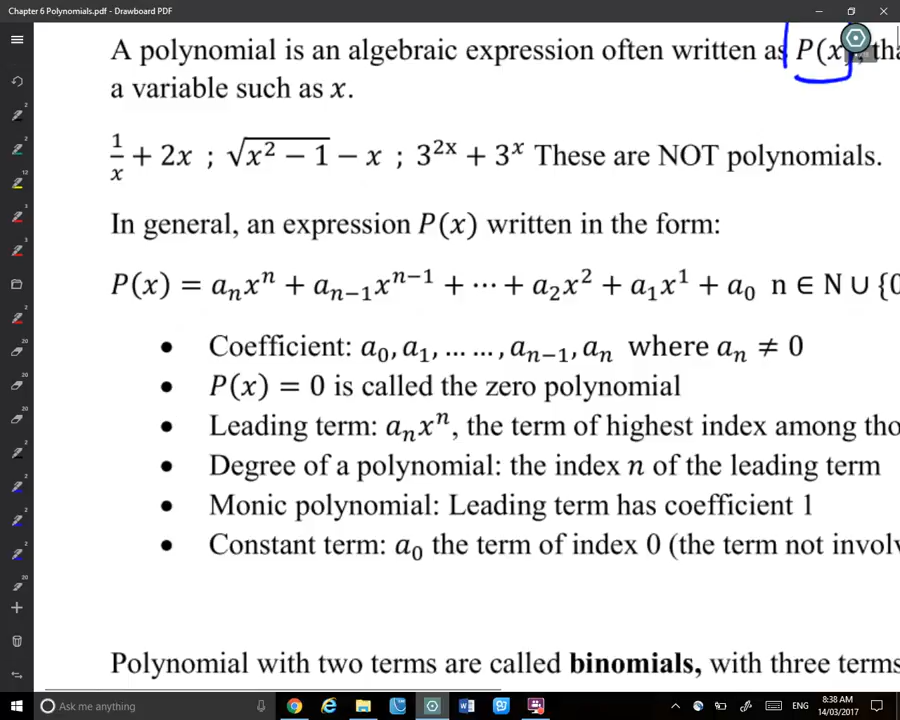 Chapter 6 Polynomials.pdf - Drawboard PDF
A polynomial is an algebraic expression often written as P(x), tha
a variable such as x.
1/x + 2x ; √(x² − 1) − x ; 3²ˣ + 3ˣ These are NOT polynomials.
In general, an expression P(x) written in the form:
P(x) = aₙxⁿ + aₙ₋₁xⁿ⁻¹ + ⋯ + a₂x² + a₁x¹ + a₀ n ∈ N ∪ {0
• Coefficient: a₀, a₁, … …, aₙ₋₁, aₙ where aₙ ≠ 0
• P(x) = 0 is called the zero polynomial
• Leading term: aₙxⁿ, the term of highest index among tho
• Degree of a polynomial: the index n of the leading term
• Monic polynomial: Leading term has coefficient 1
• Constant term: a₀ the term of index 0 (the term not involv
Polynomial with two terms are called binomials, with three terms
Ask me anything
ENG
8:38 AM
14/03/2017